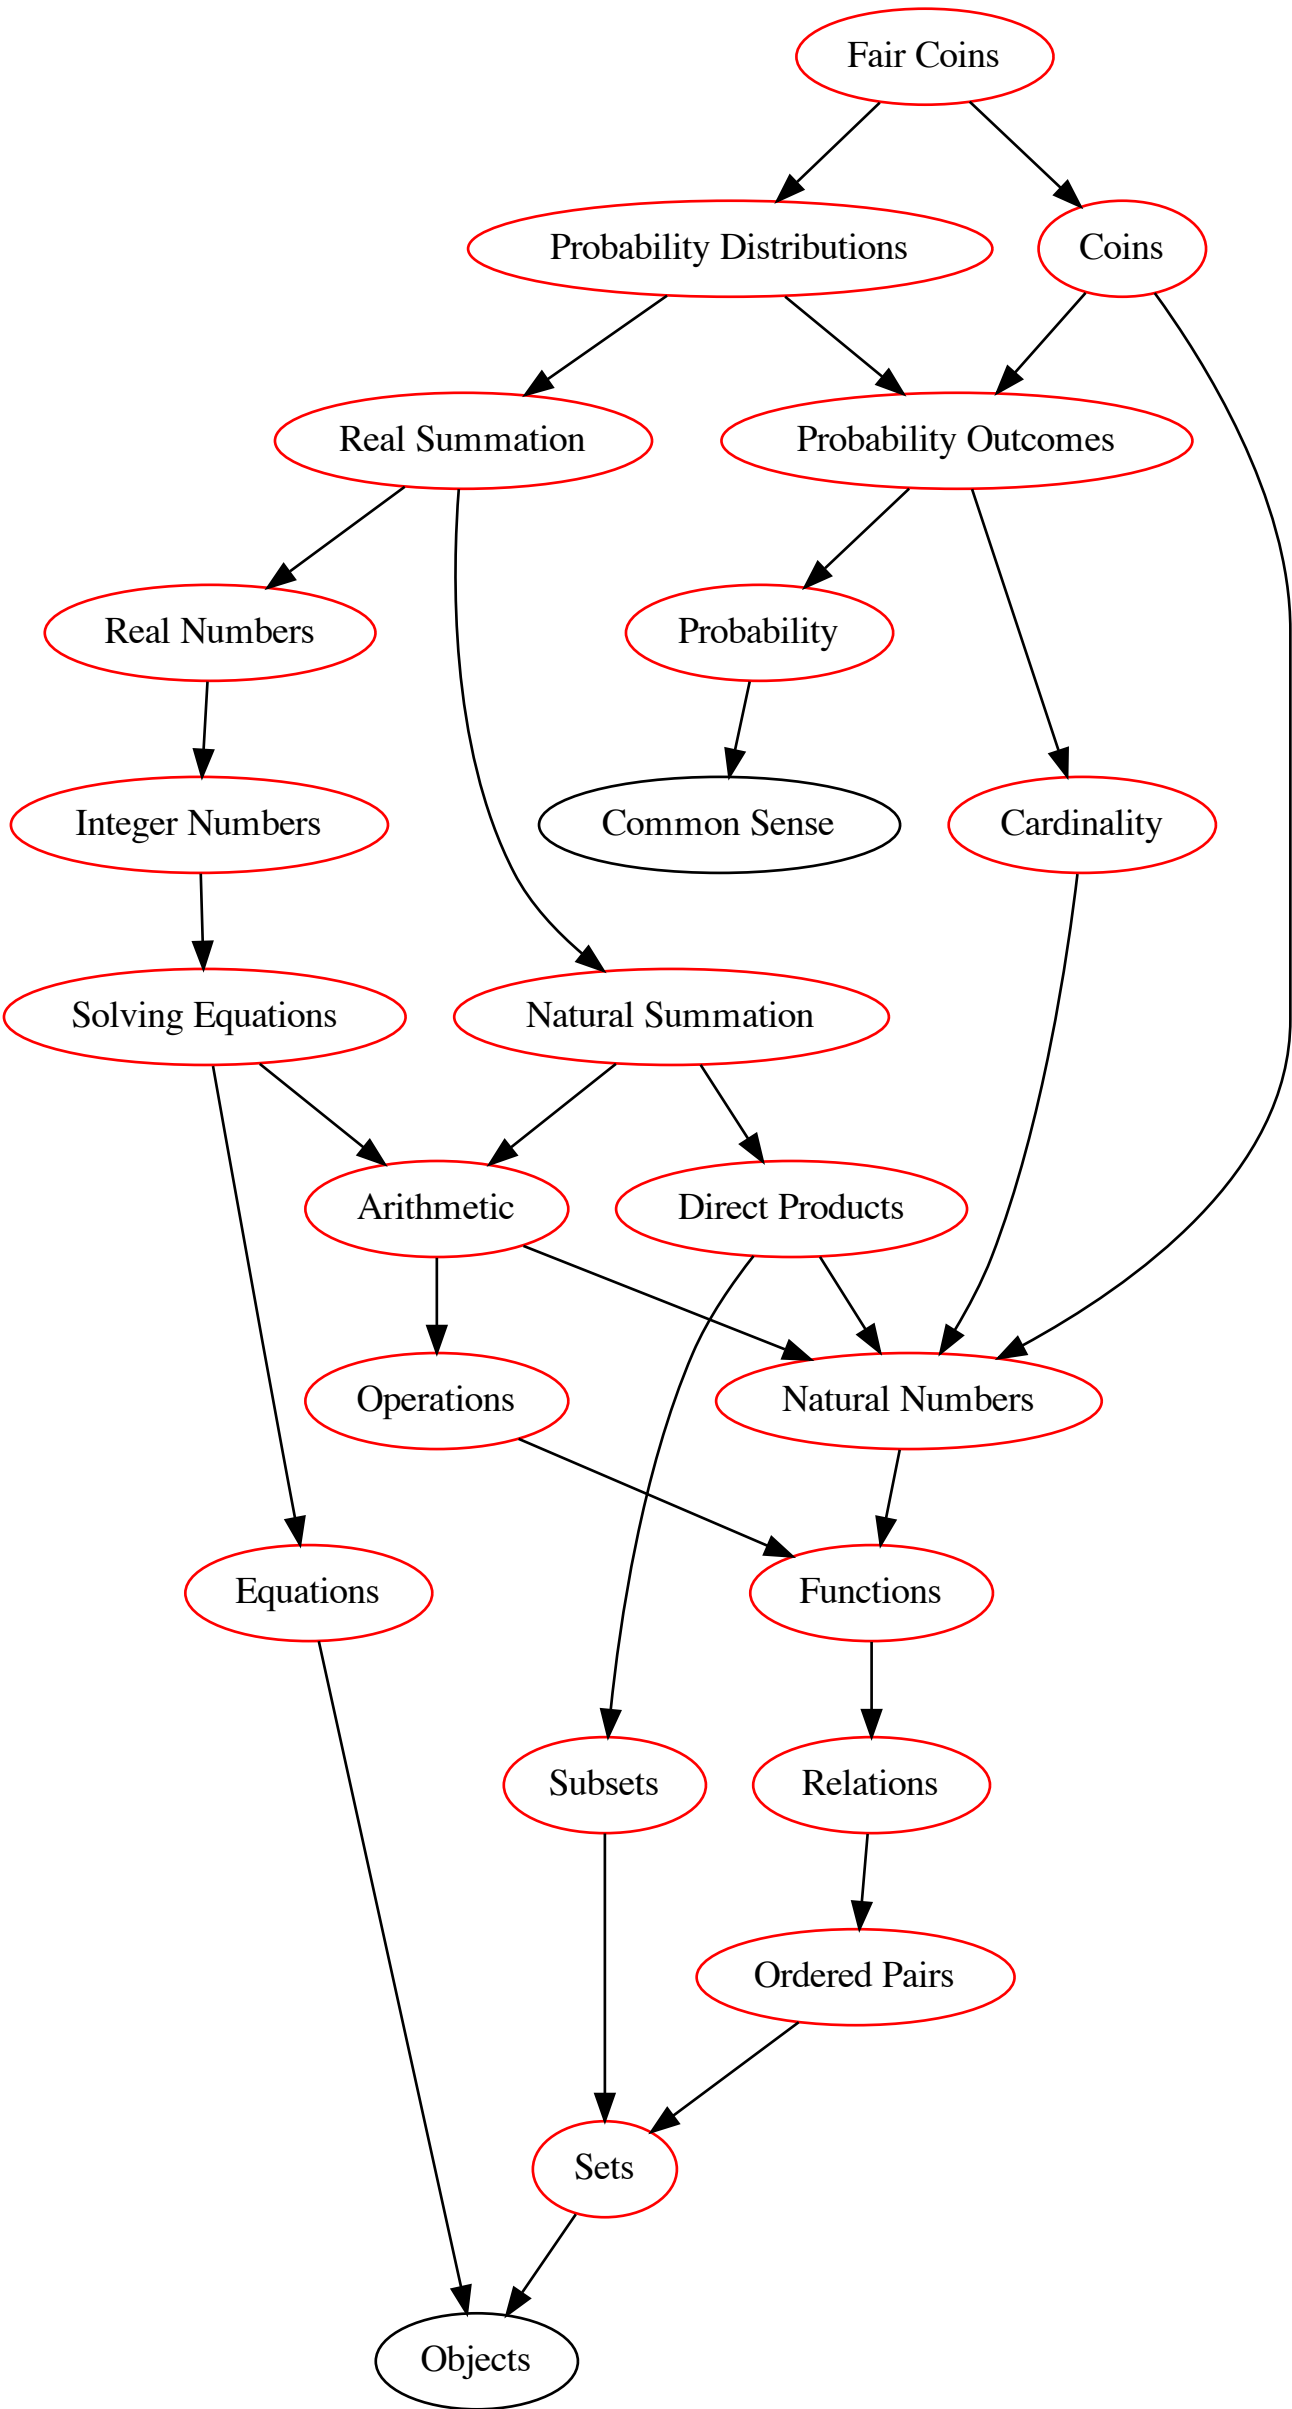 Fair Coins
Probability Distributions
Coins
Real Summation
Probability Outcomes
Real Numbers
Probability
Integer Numbers
Common Sense
Cardinality
Solving Equations
Natural Summation
Arithmetic
Direct Products
Operations
Natural Numbers
Equations
Functions
Subsets
Relations
Ordered Pairs
Sets
Objects